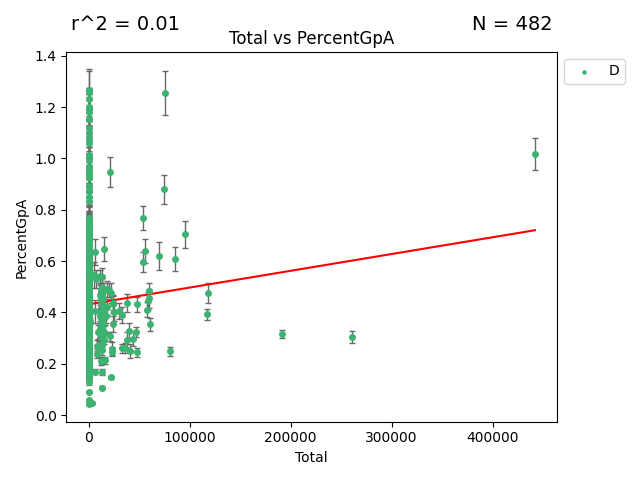 r^2 = 0.01
N = 482
Total vs PercentGpA
D
1.4
1.2
1.0
0.8
0.6
0.4
0.2
0.0
PercentGpA
0
100000
200000
300000
400000
Total